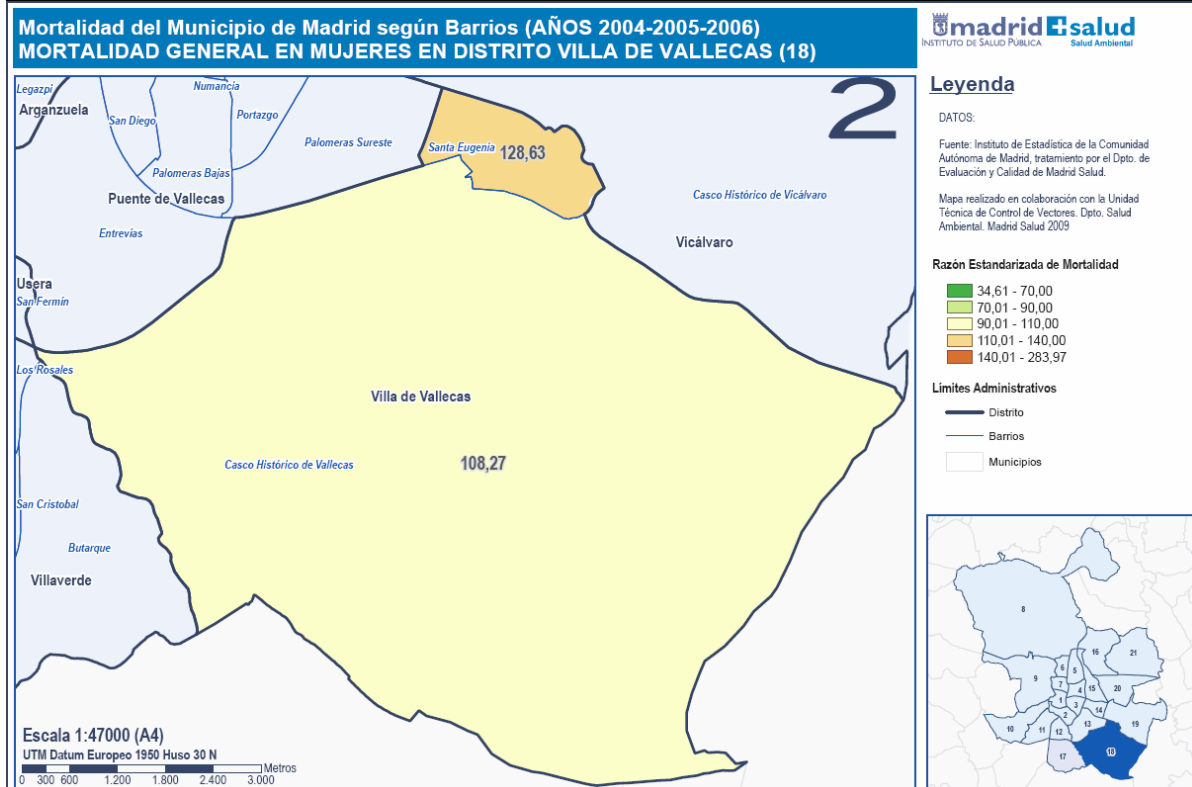 Mortalidad del Municipio de Madrid según Barrios (AÑOS 2004-2005-2006)
MORTALIDAD GENERAL EN MUJERES EN DISTRITO VILLA DE VALLECAS (18)
madrid salud
INSTITUTO DE SALUD PÚBLICA
Salud Ambiental
2
Legazpi
Arganzuela
Numancia
San Diego
Portazgo
Palomeras Sureste
Palomeras Bajas
Puente de Vallecas
Entrevías
Santa Eugenia
128,63
Casco Histórico de Vicálvaro
Vicálvaro
Usera
San Fermín
Los Rosales
Villa de Vallecas
Casco Histórico de Vallecas
108,27
San Cristobal
Butarque
Villaverde
Escala 1:47000 (A4)
UTM Datum Europeo 1950 Huso 30 N
Metros
0 300 600 1.200 1.800 2.400 3.000
Leyenda
DATOS:
Fuente: Instituto de Estadística de la Comunidad
Autónoma de Madrid, tratamiento por el Dpto. de
Evaluación y Calidad de Madrid Salud.
Mapa realizado en colaboración con la Unidad
Técnica de Control de Vectores. Dpto. Salud
Ambiental. Madrid Salud 2009
Razón Estandarizada de Mortalidad
34,61 - 70,00
70,01 - 90,00
90,01 - 110,00
110,01 - 140,00
140,01 - 283,97
Límites Administrativos
Distrito
Barrios
Municipios
8
16
21
6
5
9
7
4
15
20
1
3
2
14
10
11
12
13
19
17
18